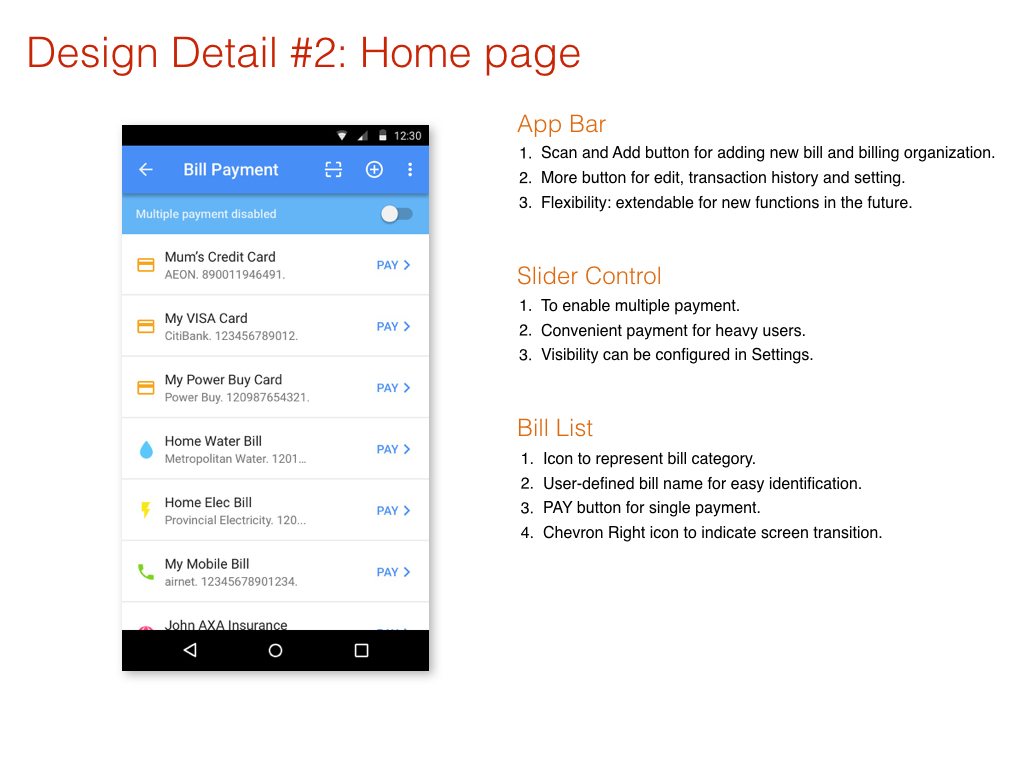 Design Detail #2: Home page
12:30
Bill Payment
Multiple payment disabled
Mum's Credit Card
AEON. 890011946491.
PAY
My VISA Card
CitiBank. 123456789012.
PAY
My Power Buy Card
Power Buy. 120987654321.
PAY
Home Water Bill
Metropolitan Water. 1201...
PAY
Home Elec Bill
Provincial Electricity. 120...
PAY
My Mobile Bill
airnet. 12345678901234.
PAY
John AXA Insurance
App Bar
1. Scan and Add button for adding new bill and billing organization.
2. More button for edit, transaction history and setting.
3. Flexibility: extendable for new functions in the future.
Slider Control
1. To enable multiple payment.
2. Convenient payment for heavy users.
3. Visibility can be configured in Settings.
Bill List
1. Icon to represent bill category.
2. User-defined bill name for easy identification.
3. PAY button for single payment.
4. Chevron Right icon to indicate screen transition.